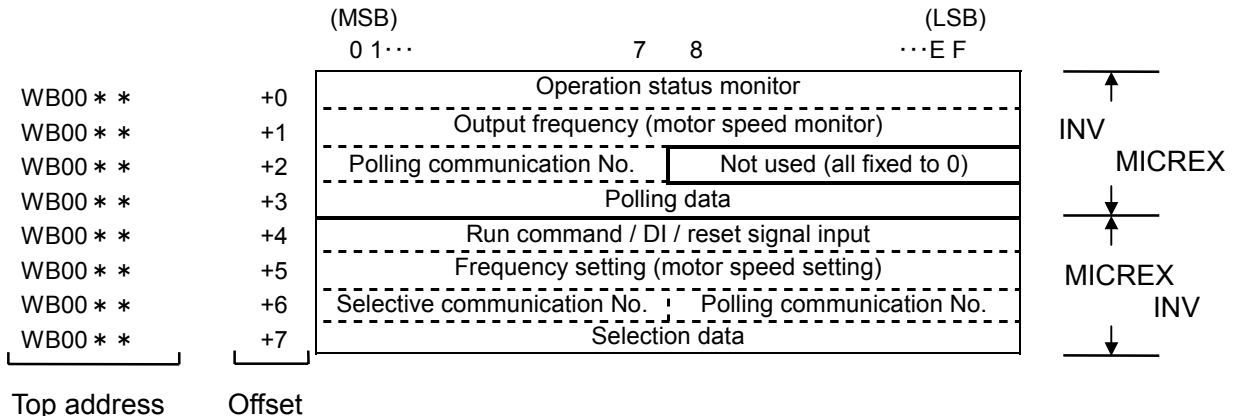 (MSB) (LSB)
0 1··· 7 8 ···E F
WB00 * * +0 Operation status monitor
WB00 * * +1 Output frequency (motor speed monitor) INV
WB00 * * +2 Polling communication No. Not used (all fixed to 0) MICREX
WB00 * * +3 Polling data
WB00 * * +4 Run command / DI / reset signal input
WB00 * * +5 Frequency setting (motor speed setting) MICREX
WB00 * * +6 Selective communication No. Polling communication No. INV
WB00 * * +7 Selection data
Top address Offset